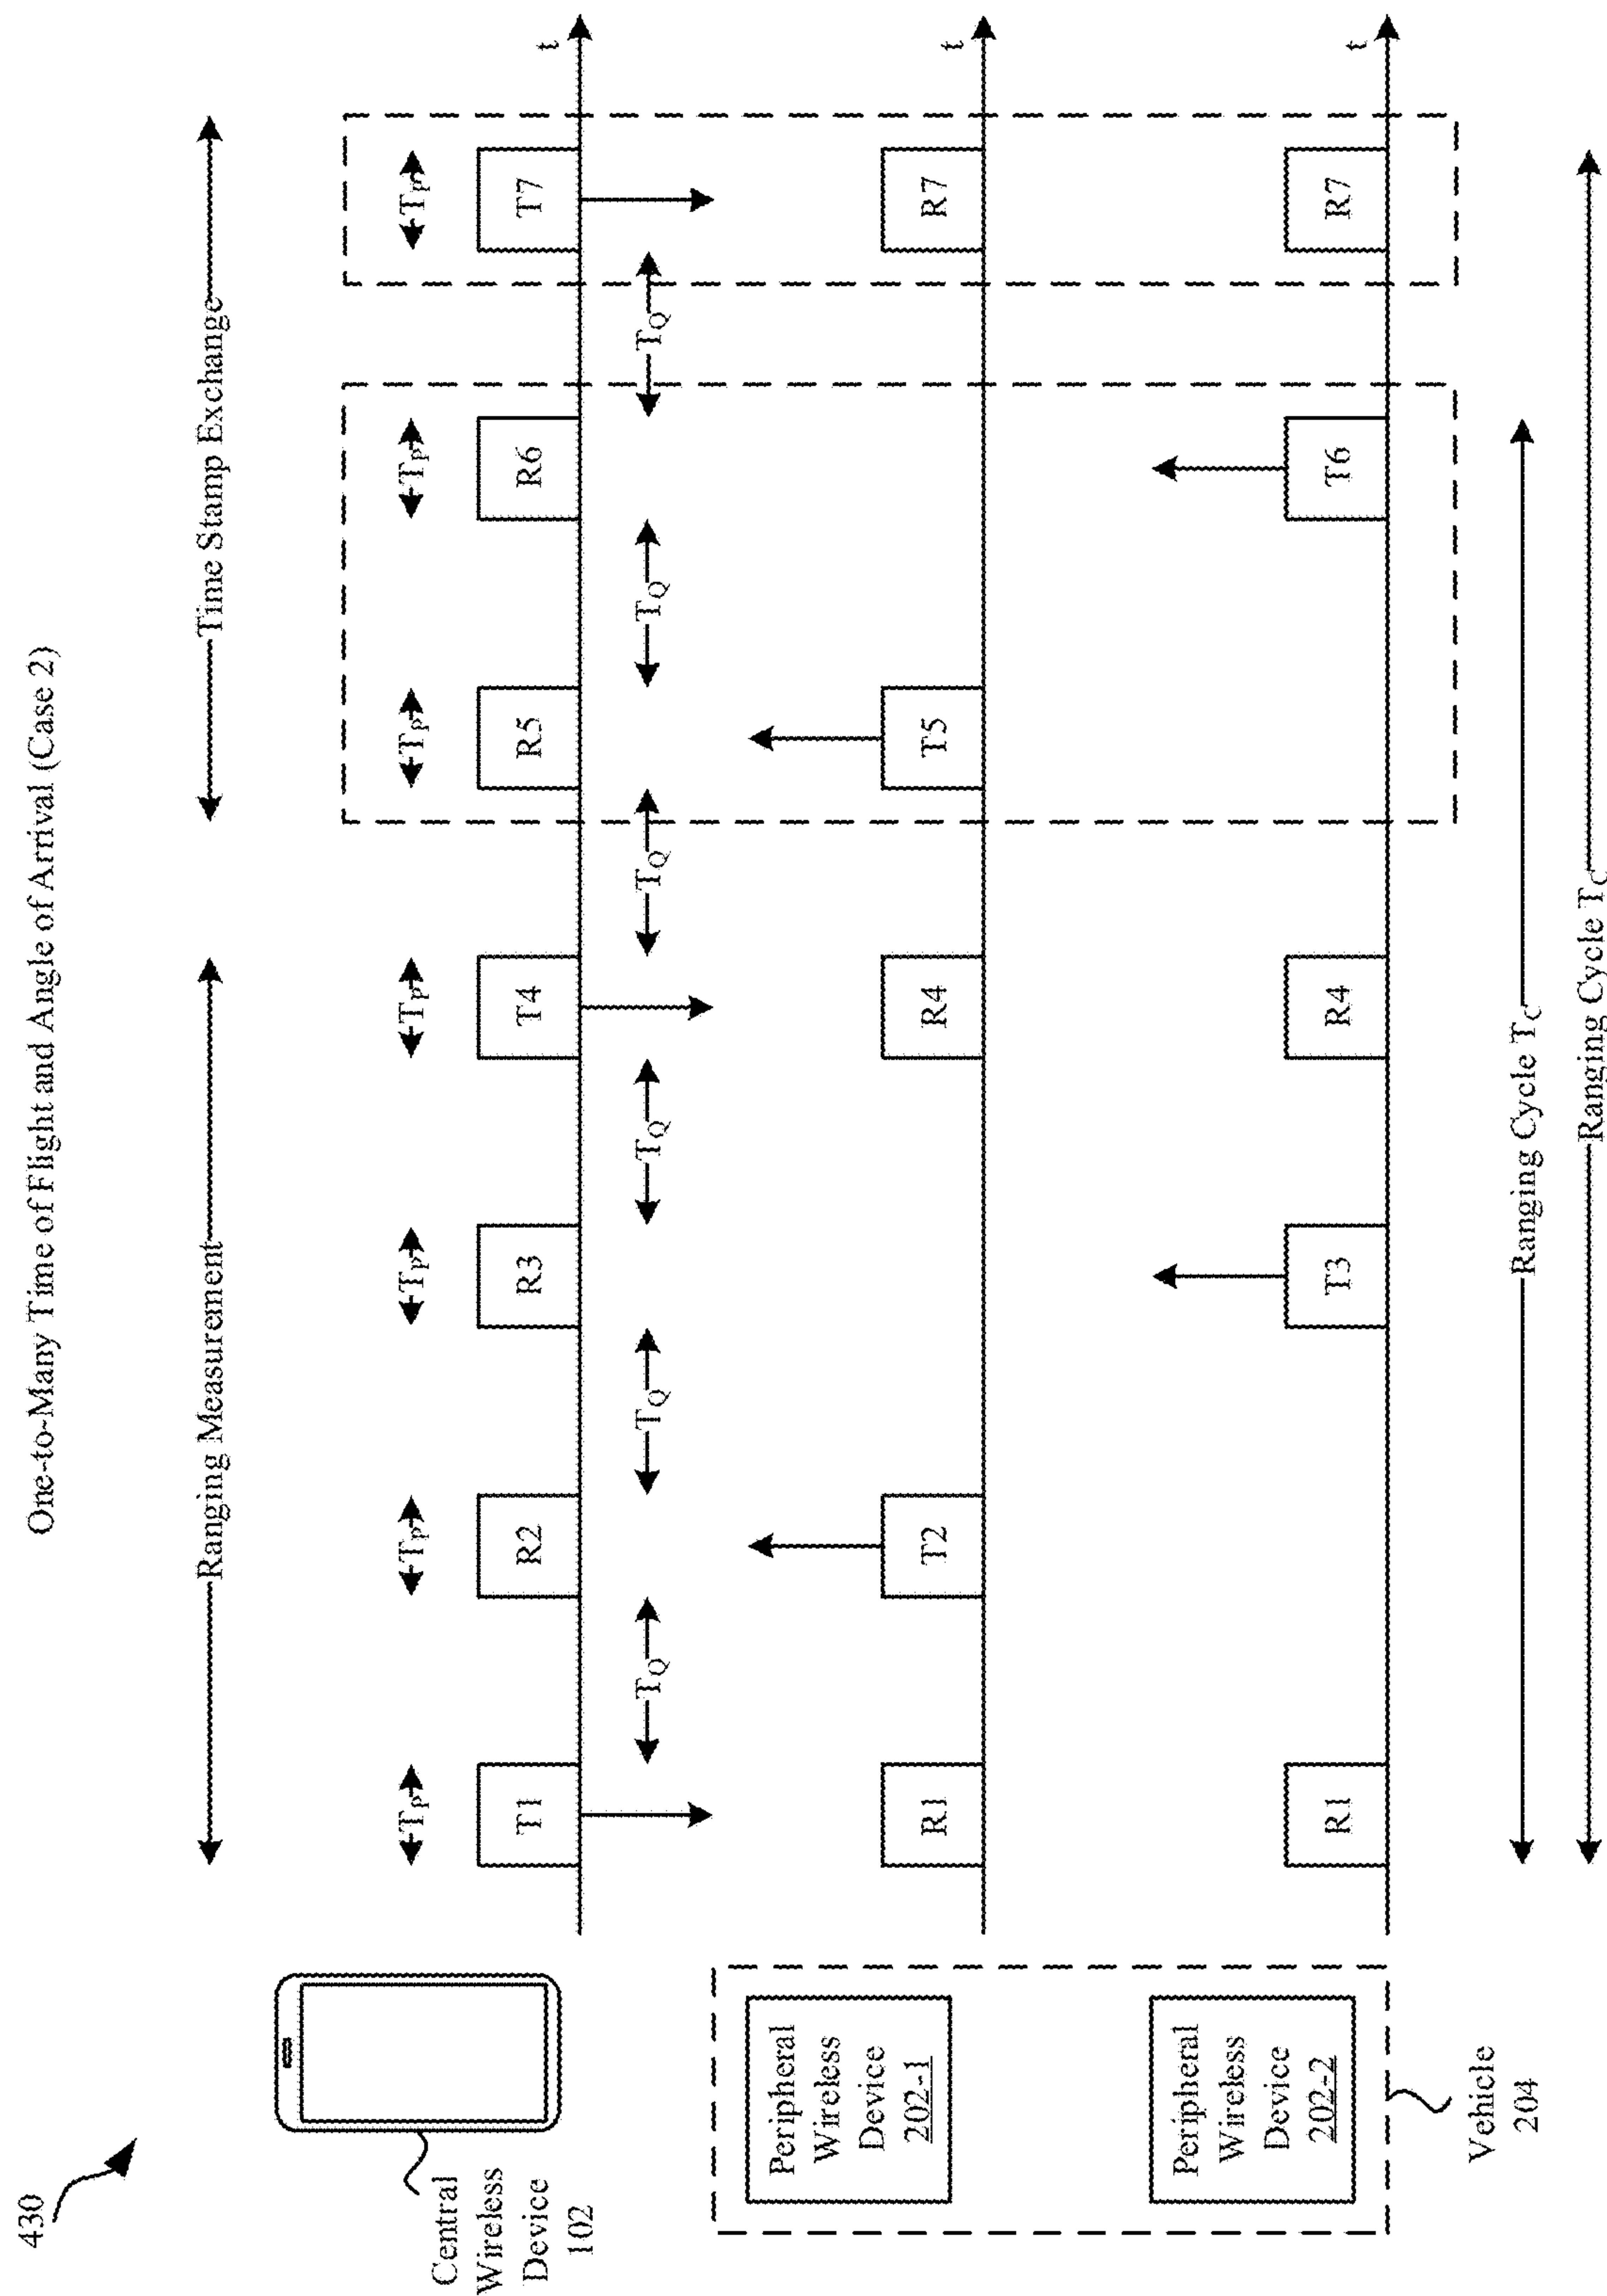 430
One-to-Many Time of Flight and Angle of Arrival (Case 2)
Ranging Measurement
Time Stamp Exchange
TP
TP
TP
TP
TP
TP
TP
Central
Wireless
Device
102
T1
R2
R3
T4
R5
R6
T7
t
TQ
TQ
TQ
TQ
TQ
TQ
Peripheral
Wireless
Device
202-1
R1
T2
R4
T5
R7
t
Peripheral
Wireless
Device
202-2
R1
T3
R4
T6
R7
t
Vehicle
204
Ranging Cycle TC
Ranging Cycle TC